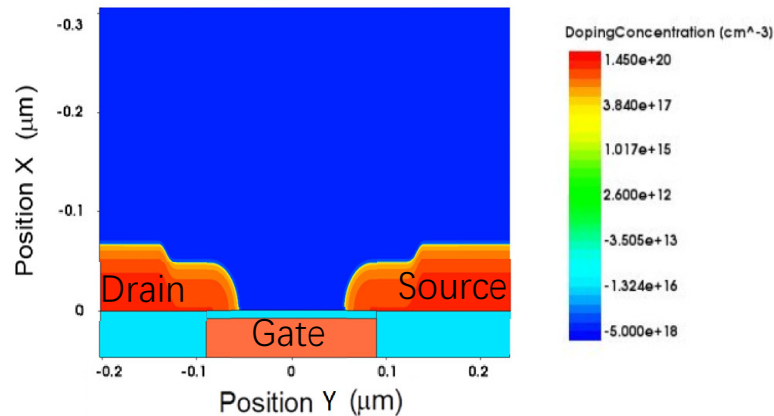 -0.3
-0.2
-0.1
0
Position X (μm)
Drain
Source
Gate
-0.2
-0.1
0
0.1
0.2
Position Y (μm)
DopingConcentration (cm^-3)
1.450e+20
3.840e+17
1.017e+15
2.600e+12
-3.505e+13
-1.324e+16
-5.000e+18